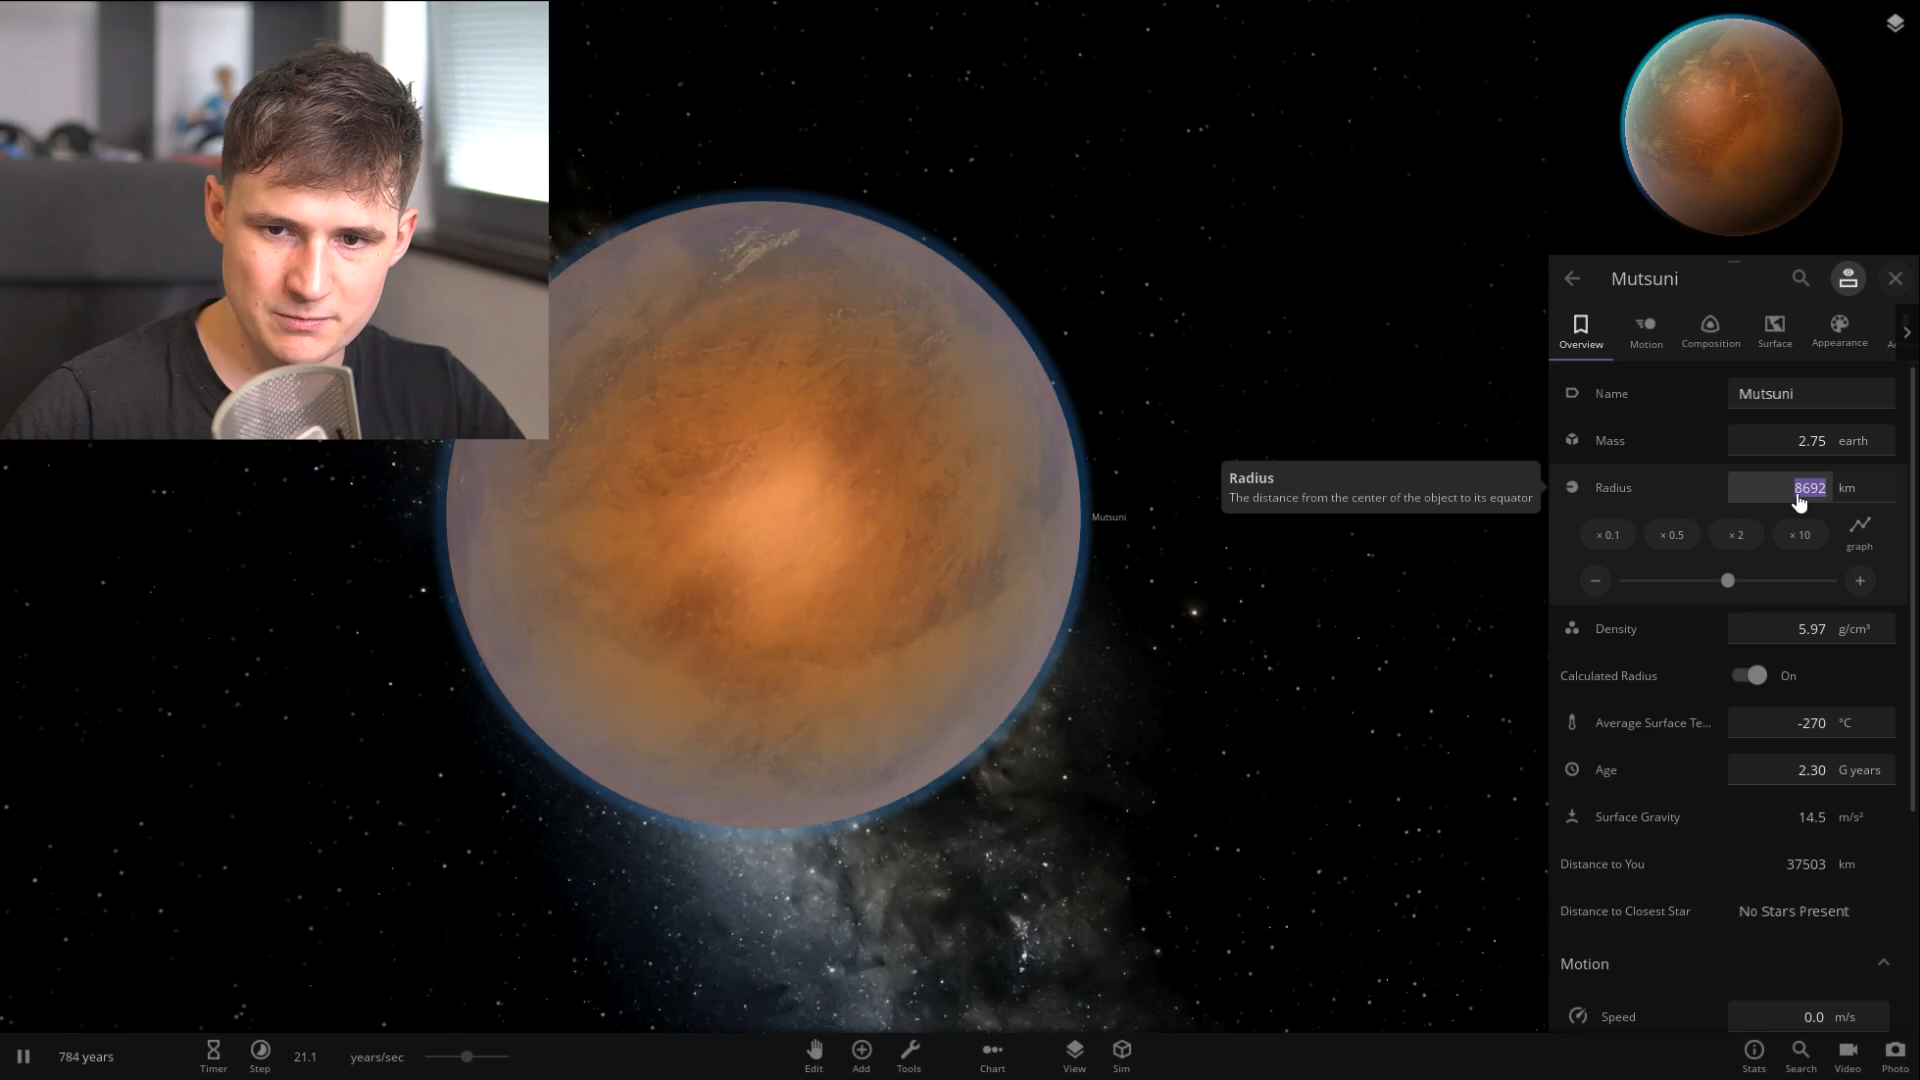 Mutsuni
Overview
Motion
Composition
Surface
Appearance
Name
Mutsuni
Mass
2.75 earth
Radius
8692 km
Radius
The distance from the center of the object to its equator
Mutsuni
× 0.1
× 0.5
× 2
× 10
graph
Density
5.97 g/cm³
Calculated Radius
On
Average Surface Te...
-270 °C
Age
2.30 G years
Surface Gravity
14.5 m/s²
Distance to You
37503 km
Distance to Closest Star
No Stars Present
Motion
Speed
0.0 m/s
784 years
Timer
Step
21.1 years/sec
Edit
Add
Tools
Chart
View
Sim
Stats
Search
Video
Photo